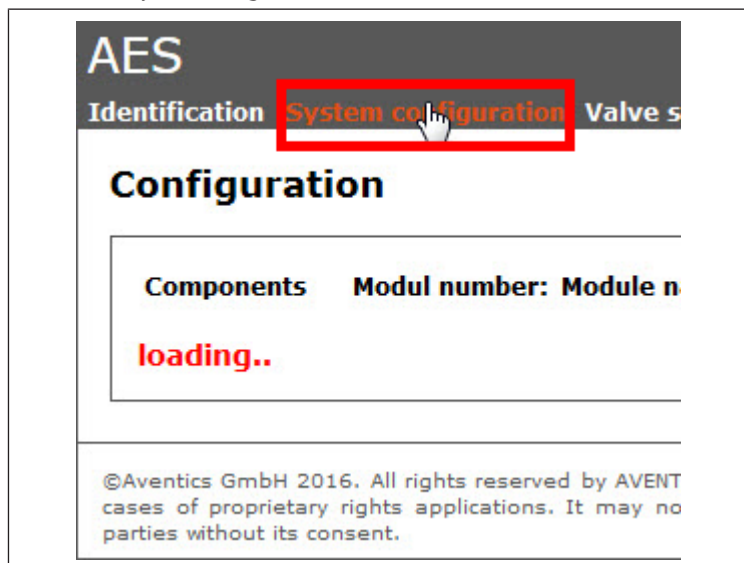 AES
Identification System configuration Valve s
Configuration
Components Modul number: Module n
loading..
©Aventics GmbH 2016. All rights reserved by AVENT
cases of proprietary rights applications. It may no
parties without its consent.